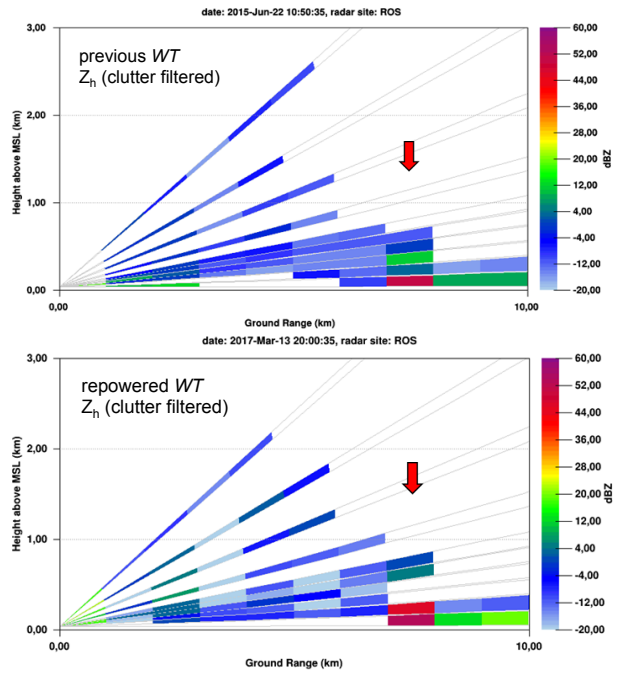 date: 2015-Jun-22 10:50:35, radar site: ROS
previous WT
Zh (clutter filtered)
Height above MSL (km)
3,00
2,00
1,00
0,00
0,00
10,00
Ground Range (km)
60,00
52,00
44,00
36,00
28,00
20,00
12,00
4,00
-4,00
-12,00
-20,00
dBZ
date: 2017-Mar-13 20:00:35, radar site: ROS
repowered WT
Zh (clutter filtered)
Height above MSL (km)
3,00
2,00
1,00
0,00
0,00
10,00
Ground Range (km)
60,00
52,00
44,00
36,00
28,00
20,00
12,00
4,00
-4,00
-12,00
-20,00
dBZ